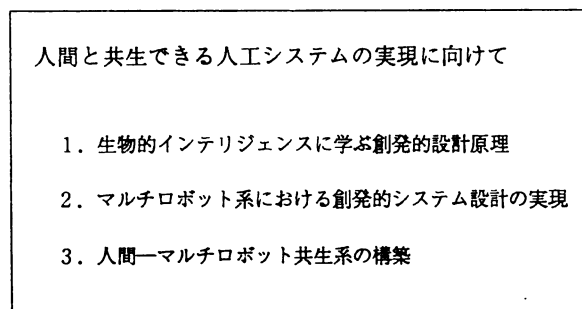 人間と共生できる人工システムの実現に向けて
1. 生物的インテリジェンスに学ぶ創発的設計原理
2. マルチロボット系における創発的システム設計の実現
3. 人間―マルチロボット共生系の構築